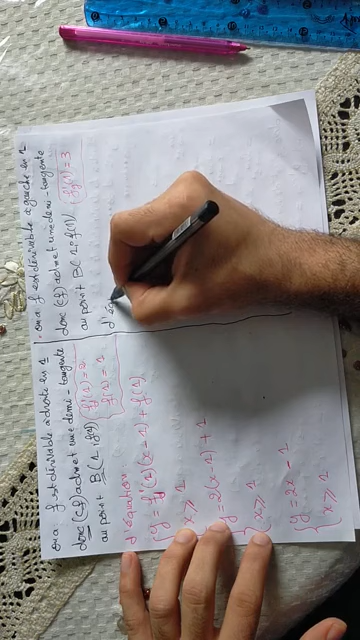 on a f est dérivable à droite en 1
donc (Cf) admet une demi-tangente
au point B(1,f(1)) f'd(1)=2
f(1)=1
d'équation:
y=f'd(1)(x-1)+f(1)
x⩾1
y=2(x-1)+1
x⩾1
y=2x-1
x⩾1
on a f est dérivable à gauche en 1
donc (Cf) admet une demi-tangente
au point B(1,f(1)) f'g(1)=3
d'éq